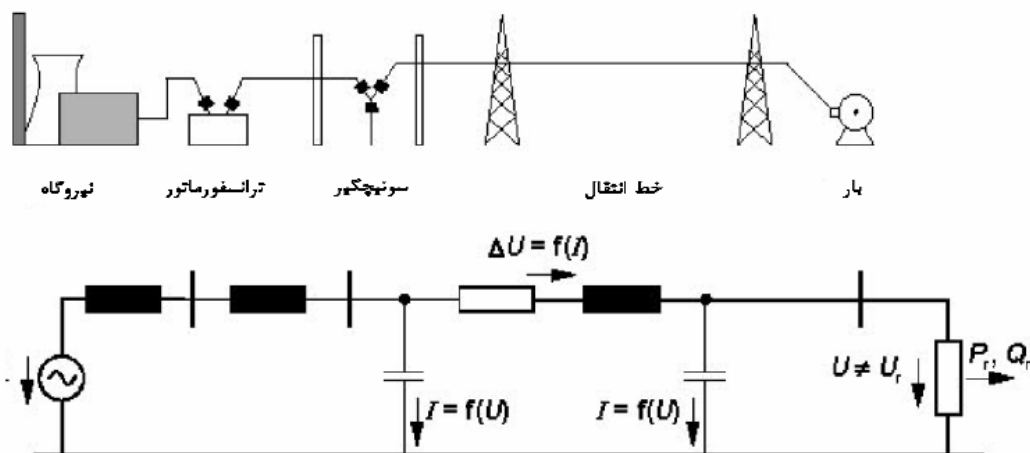 نیروگاه
ترانسفورماتور
سوئیچگیر
خط انتقال
بار
ΔU = f(I)
I = f(U)
I = f(U)
U ≠ Uᵣ
Pᵣ, Qᵣ